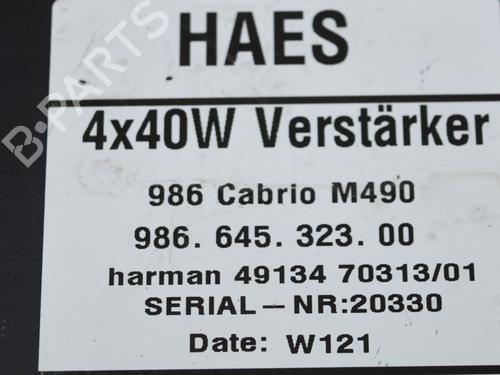 HAES
4x40W Verstärker
986 Cabrio M490
986. 645. 323. 00
harman 49134 70313/01
SERIAL – NR:20330
Date: W121
B-PARTS